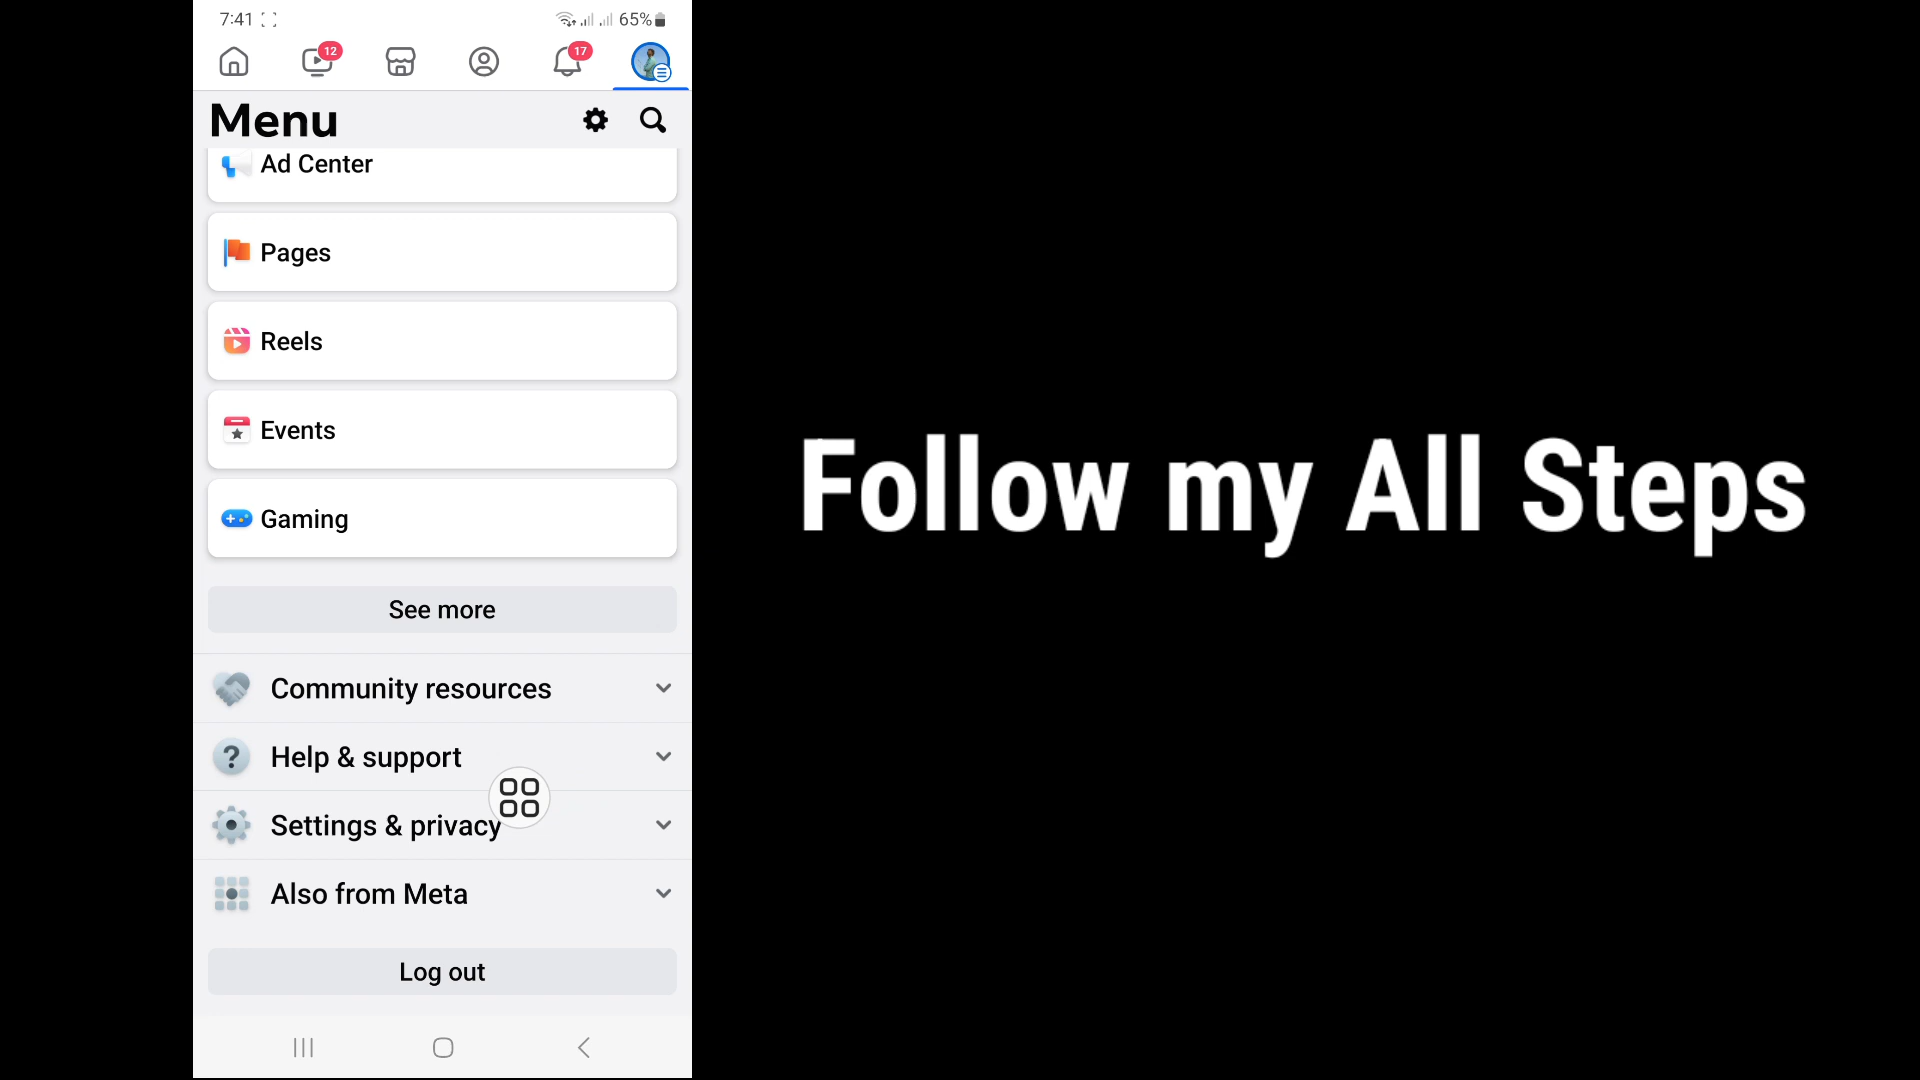 7:41 65%
12 17
Menu
Ad Center
Pages
Reels
Events
Gaming
See more
Community resources
Help & support
Settings & privacy
Also from Meta
Log out
Follow my All Steps